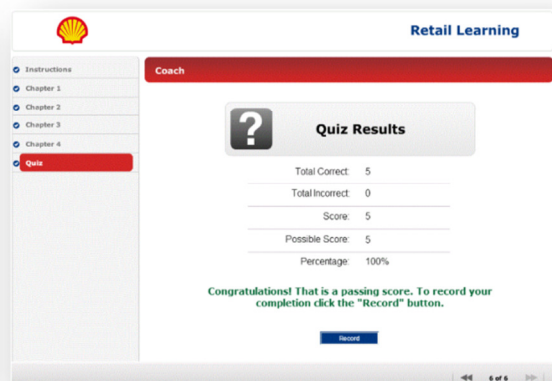 Retail Learning
Instructions
Chapter 1
Chapter 2
Chapter 3
Chapter 4
Quiz
Coach
?
Quiz Results
Total Correct: 5
Total Incorrect: 0
Score: 5
Possible Score: 5
Percentage: 100%
Congratulations! That is a passing score. To record your
completion click the "Record" button.
Record
6 of 6